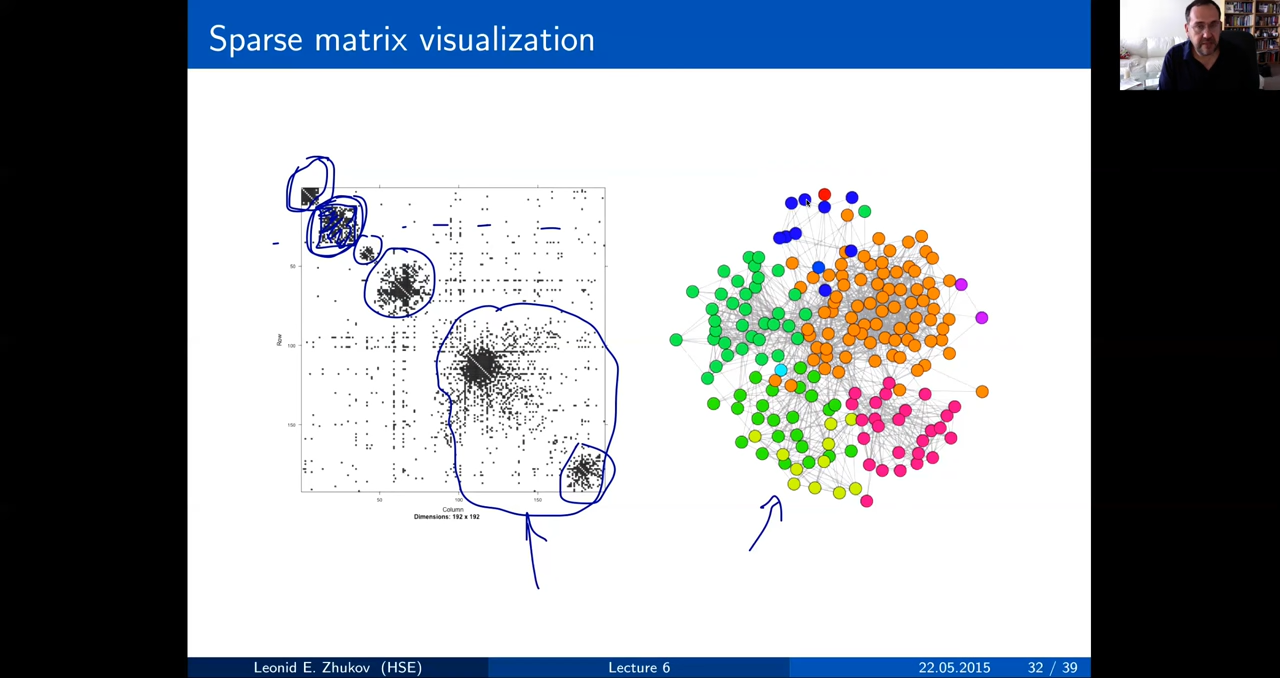 Sparse matrix visualization
50
100
150
Row
50
100
150
Column
Dimensions: 192 x 192
Leonid E. Zhukov (HSE)
Lecture 6
22.05.2015
32 / 39